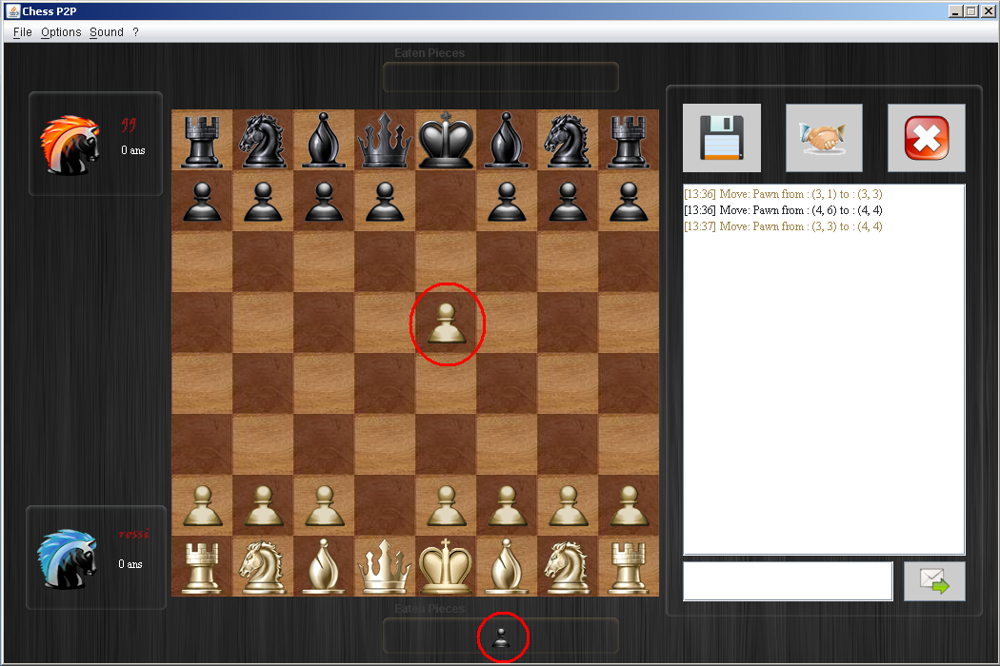 Chess P2P
File Options Sound ?
Eaten Pieces
gg
0 ans
[13:36] Move: Pawn from : (3, 1) to : (3, 3)
[13:36] Move: Pawn from : (4, 6) to : (4, 4)
[13:37] Move: Pawn from : (3, 3) to : (4, 4)
rossi
0 ans
Eaten Pieces